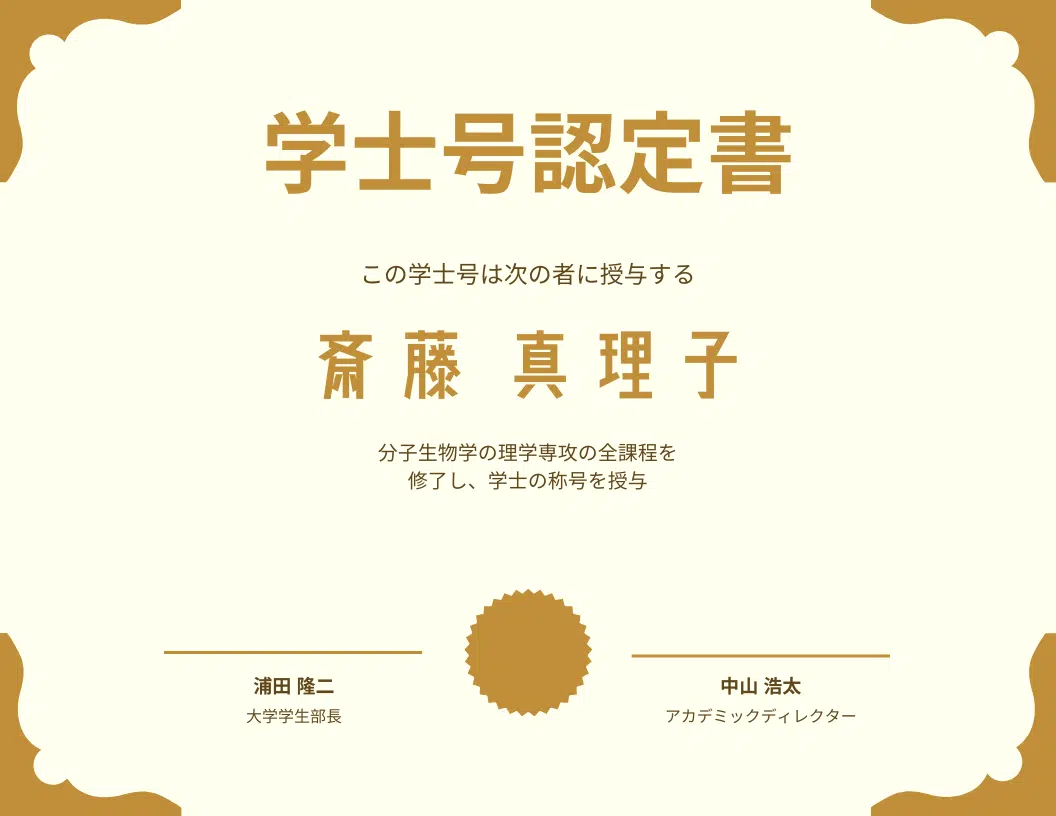 学士号認定書
この学士号は次の者に授与する
斎藤 真理子
分子生物学の理学専攻の全課程を
修了し、学士の称号を授与
浦田 隆二
大学学生部長
中山 浩太
アカデミックディレクター